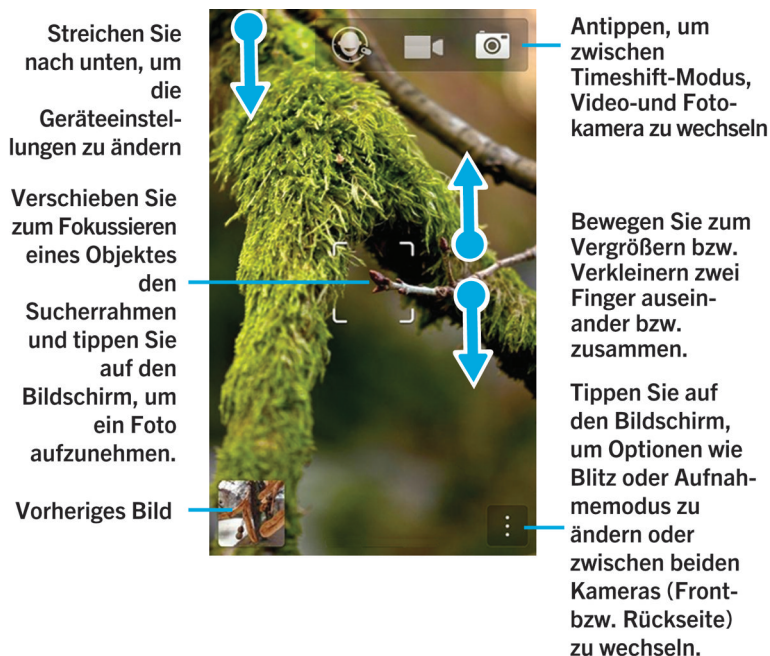 Streichen Sie
nach unten, um
die
Geräteeinstel-
lungen zu ändern
Verschieben Sie
zum Fokussieren
eines Objektes
den
Sucherrahmen
und tippen Sie
auf den
Bildschirm, um
ein Foto
aufzunehmen.
Vorheriges Bild
Antippen, um
zwischen
Timeshift-Modus,
Video-und Foto-
kamera zu wechseln
Bewegen Sie zum
Vergrößern bzw.
Verkleinern zwei
Finger ausein-
ander bzw.
zusammen.
Tippen Sie auf
den Bildschirm,
um Optionen wie
Blitz oder Aufnah-
memodus zu
ändern oder
zwischen beiden
Kameras (Front-
bzw. Rückseite)
zu wechseln.